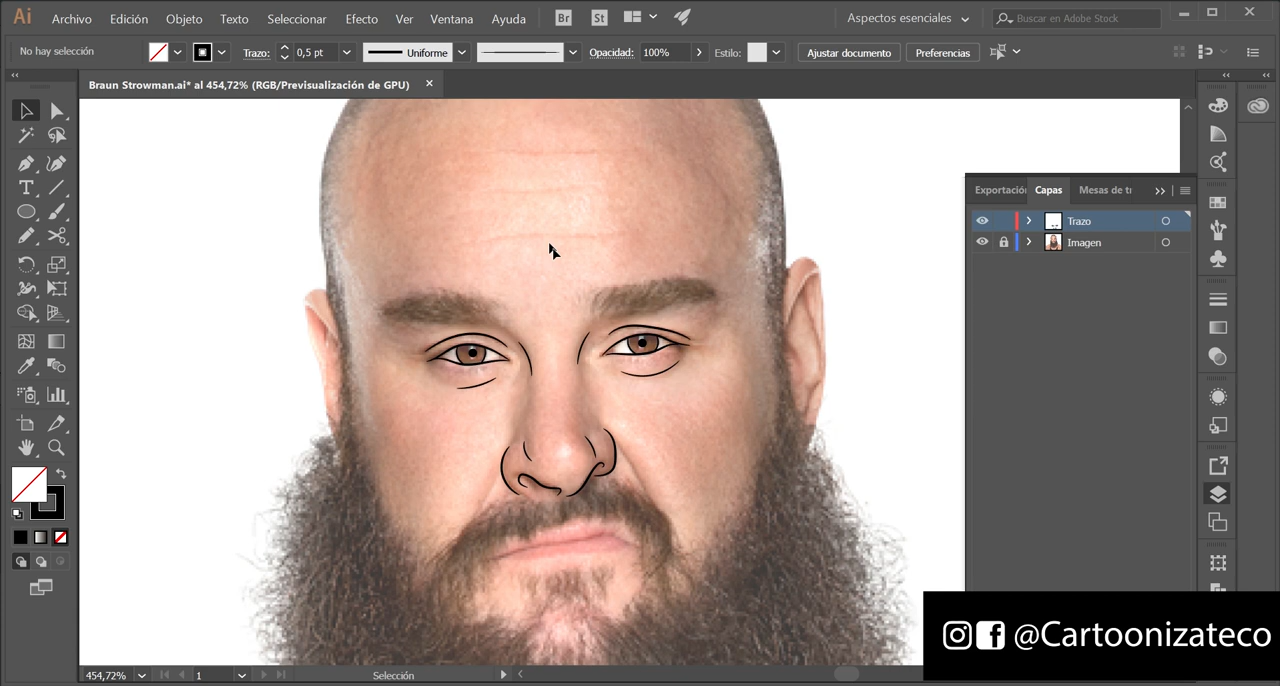 Ai Archivo Edición Objeto Texto Seleccionar Efecto Ver Ventana Ayuda Br St Aspectos esenciales Buscar en Adobe Stock
No hay selección Trazo: 0,5 pt Uniforme Opacidad: 100% Estilo: Ajustar documento Preferencias
Braun Strowman.ai* al 454,72% (RGB/Previsualización de GPU)
Exportación Capas Mesas de tr
Trazo
Imagen
@Cartoonizateco
454,72% 1 Selección